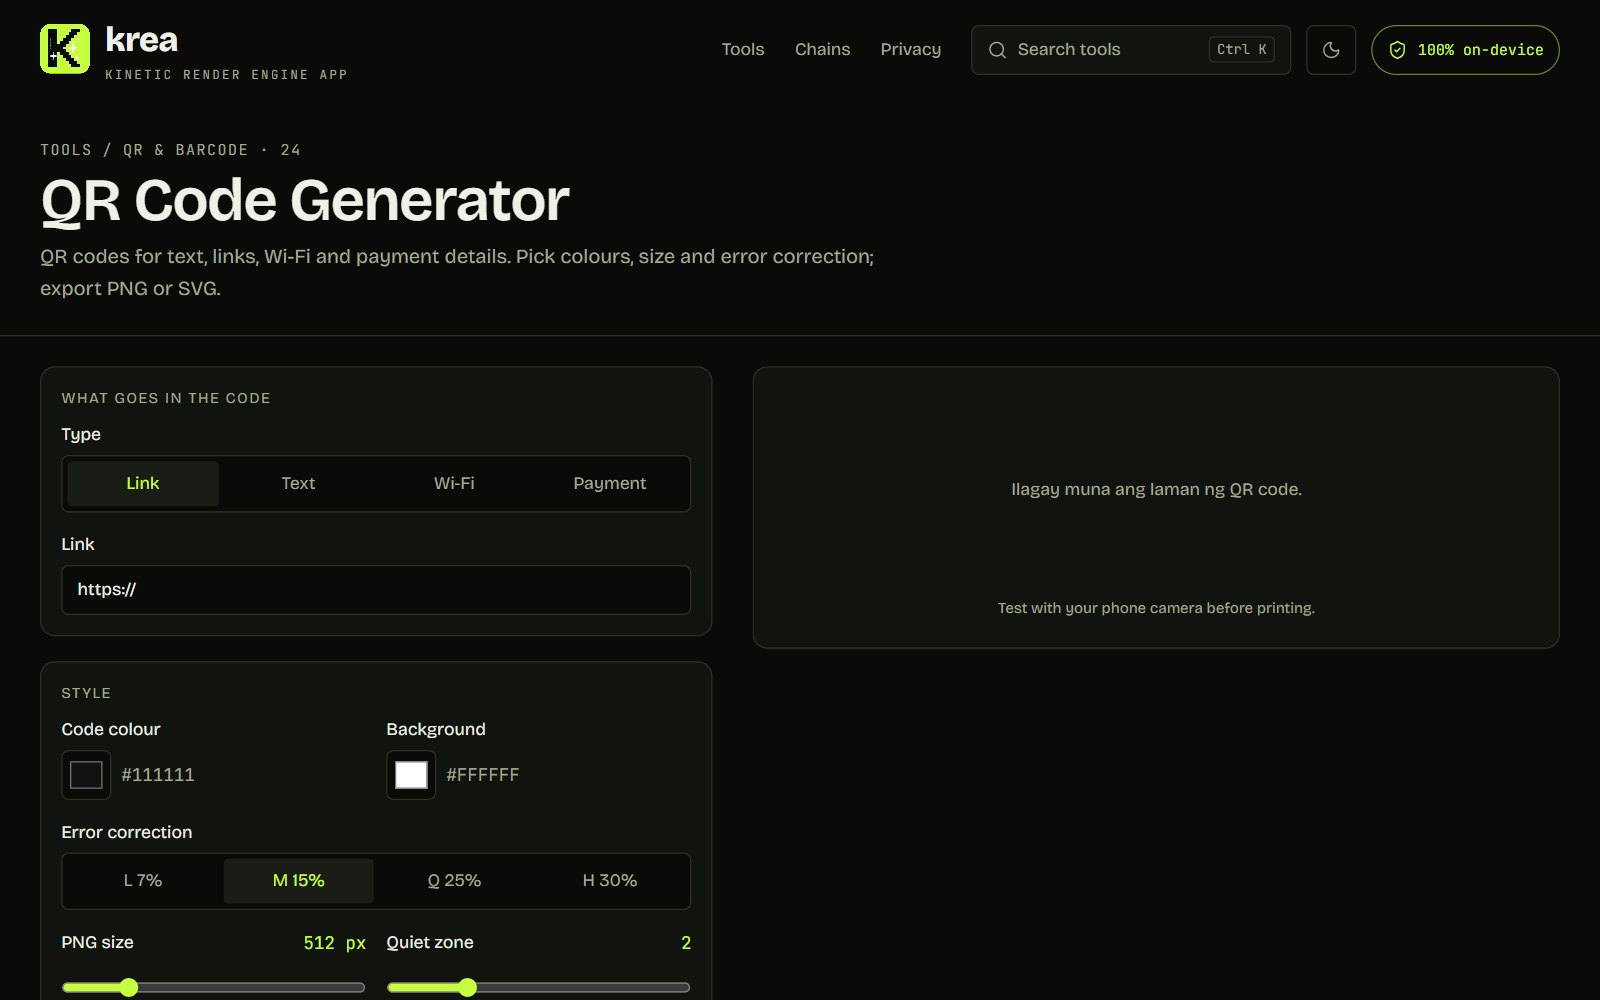 krea
KINETIC RENDER ENGINE APP
Tools
Chains
Privacy
Search tools
Ctrl K
100% on-device
TOOLS / QR & BARCODE · 24
QR Code Generator
QR codes for text, links, Wi-Fi and payment details. Pick colours, size and error correction;
export PNG or SVG.
WHAT GOES IN THE CODE
Type
Link
Text
Wi-Fi
Payment
Link
https://
Ilagay muna ang laman ng QR code.
Test with your phone camera before printing.
STYLE
Code colour
Background
#111111
#FFFFFF
Error correction
L 7%
M 15%
Q 25%
H 30%
PNG size
512 px
Quiet zone
2